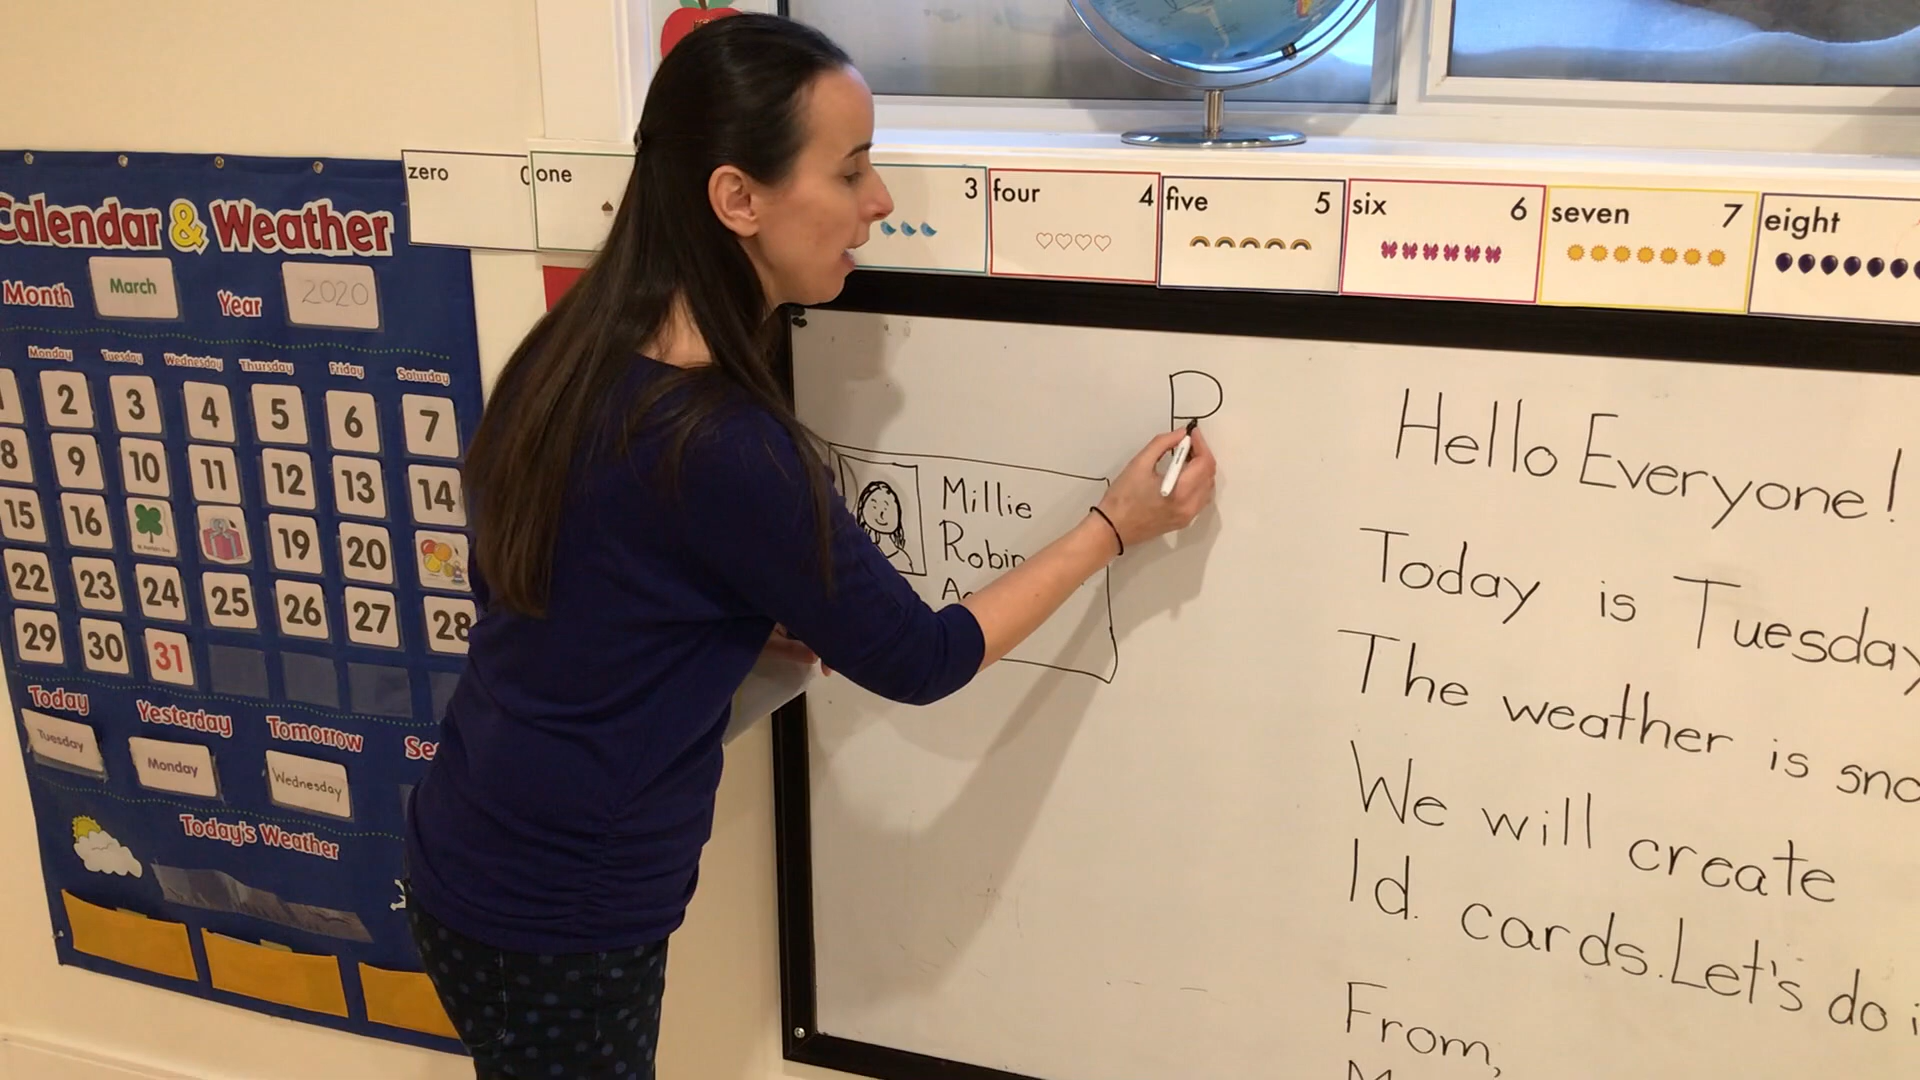 Calendar & Weather
Month March Year 2020
Monday Tuesday Wednesday Thursday Friday Saturday
1 2 3 4 5 6 7
8 9 10 11 12 13 14
15 16 19 20
22 23 24 25 26 27 28
29 30 31
Today Yesterday Tomorrow
Tuesday Monday Wednesday
Today's Weather
zero 0 one
3 four 4 five 5 six 6 seven 7 eight
P
Millie
Hello Everyone!
Today is Tuesday
The weather is
We will create
Id. cards. Let's do
From,